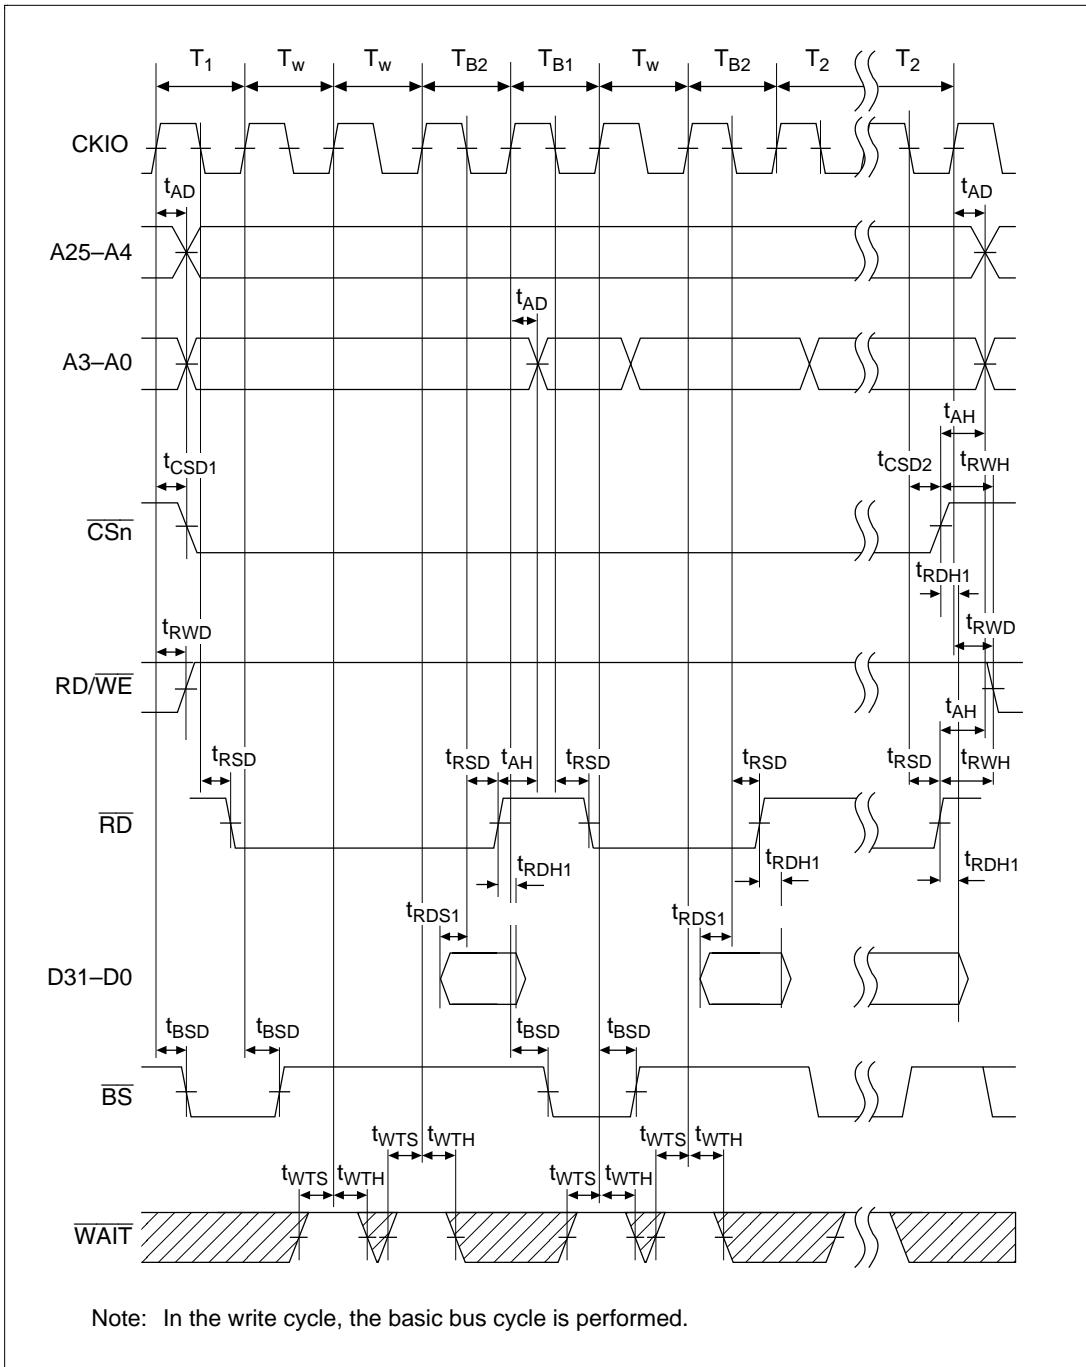 T1 Tw Tw TB2 TB1 Tw TB2 T2 T2
CKIO
tAD tAD
A25–A4
tAD
A3–A0
tAH
tCSD1 tCSD2 tRWH
CSn
tRDH1
tRWD tRWD
RD/WE
tAH
tRSD tRSD tAH tRSD tRSD tRSD tRWH
RD
tRDH1 tRDH1 tRDH1
tRDS1 tRDS1
D31–D0
tBSD tBSD tBSD tBSD
BS
tWTS tWTH tWTS tWTH
tWTS tWTH tWTS tWTH
WAIT
Note: In the write cycle, the basic bus cycle is performed.